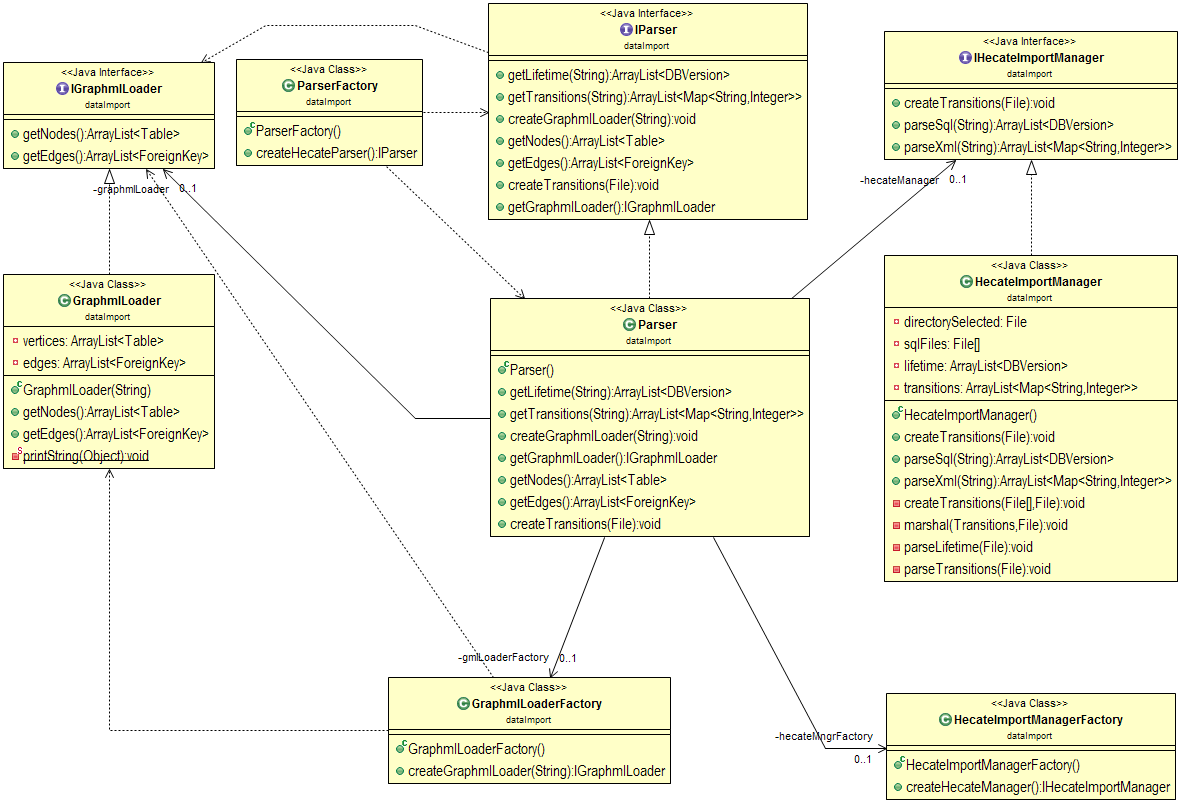 <<Java Interface>>
IParser
dataImport
getLifetime(String):ArrayList<DBVersion>
getTransitions(String):ArrayList<Map<String,Integer>>
createGraphmlLoader(String):void
getNodes():ArrayList<Table>
getEdges():ArrayList<ForeignKey>
createTransitions(File):void
getGraphmlLoader():IGraphmlLoader
<<Java Interface>>
IHecateImportManager
dataImport
createTransitions(File):void
parseSql(String):ArrayList<DBVersion>
parseXml(String):ArrayList<Map<String,Integer>>
<<Java Interface>>
IGraphmlLoader
dataImport
getNodes():ArrayList<Table>
getEdges():ArrayList<ForeignKey>
<<Java Class>>
ParserFactory
dataImport
ParserFactory()
createHecateParser():IParser
-graphmlLoader 0..1
-hecateManager 0..1
<<Java Class>>
GraphmlLoader
dataImport
vertices: ArrayList<Table>
edges: ArrayList<ForeignKey>
GraphmlLoader(String)
getNodes():ArrayList<Table>
getEdges():ArrayList<ForeignKey>
printString(Object):void
<<Java Class>>
Parser
dataImport
Parser()
getLifetime(String):ArrayList<DBVersion>
getTransitions(String):ArrayList<Map<String,Integer>>
createGraphmlLoader(String):void
getGraphmlLoader():IGraphmlLoader
getNodes():ArrayList<Table>
getEdges():ArrayList<ForeignKey>
createTransitions(File):void
<<Java Class>>
HecateImportManager
dataImport
directorySelected: File
sqlFiles: File[]
lifetime: ArrayList<DBVersion>
transitions: ArrayList<Map<String,Integer>>
HecateImportManager()
createTransitions(File):void
parseSql(String):ArrayList<DBVersion>
parseXml(String):ArrayList<Map<String,Integer>>
createTransitions(File[],File):void
marshal(Transitions,File):void
parseLifetime(File):void
parseTransitions(File):void
-gmlLoaderFactory 0..1
<<Java Class>>
GraphmlLoaderFactory
dataImport
GraphmlLoaderFactory()
createGraphmlLoader(String):IGraphmlLoader
-hecateMngrFactory
0..1
<<Java Class>>
HecateImportManagerFactory
dataImport
HecateImportManagerFactory()
createHecateManager():IHecateImportManager